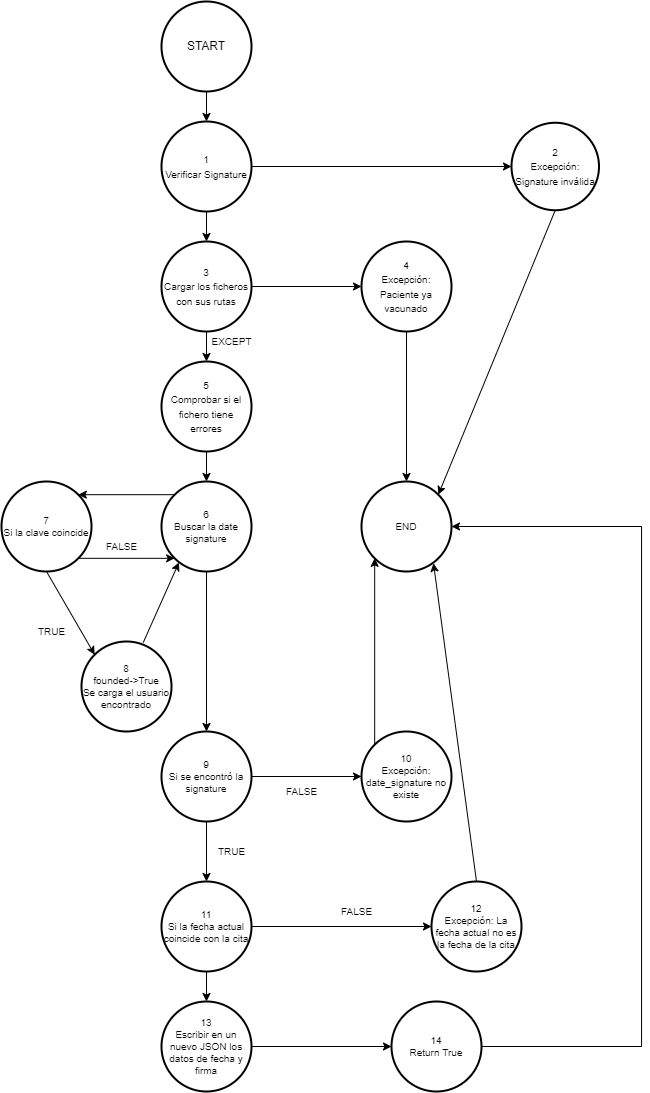 START
1
Verificar Signature
2
Excepción:
Signature inválida
3
Cargar los ficheros
con sus rutas
4
Excepción:
Paciente ya
vacunado
EXCEPT
5
Comprobar si el
fichero tiene
errores
7
Si la clave coincide
6
Buscar la date
signature
END
FALSE
TRUE
8
founded->True
Se carga el usuario
encontrado
9
Si se encontró la
signature
FALSE
10
Excepción:
date_signature no
existe
TRUE
11
Si la fecha actual
coincide con la cita
FALSE
12
Excepción: La
fecha actual no es
la fecha de la cita
13
Escribir en un
nuevo JSON los
datos de fecha y
firma
14
Return True